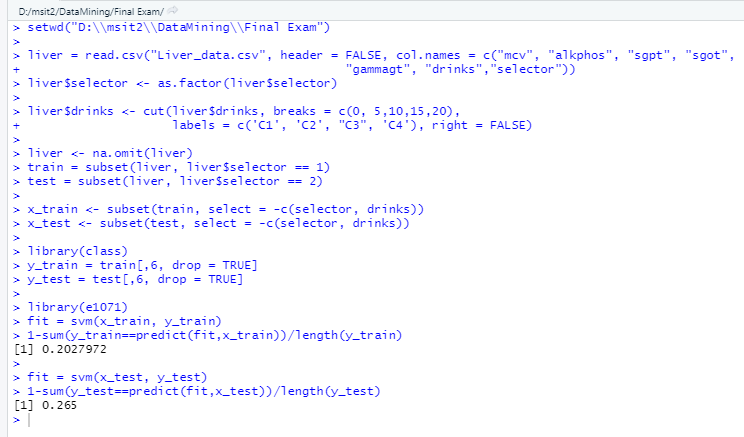 D:/msit2/DataMining/Final Exam/
> setwd("D:\\msit2\\DataMining\\Final Exam")
>
> liver = read.csv("Liver_data.csv", header = FALSE, col.names = c("mcv", "alkphos", "sgpt", "sgot",
+                                            "gammagt", "drinks","selector"))
> liver$selector <- as.factor(liver$selector)
>
> liver$drinks <- cut(liver$drinks, breaks = c(0, 5,10,15,20),
+                     labels = c('C1', 'C2', "C3", 'C4'), right = FALSE)
>
> liver <- na.omit(liver)
> train = subset(liver, liver$selector == 1)
> test = subset(liver, liver$selector == 2)
>
> x_train <- subset(train, select = -c(selector, drinks))
> x_test <- subset(test, select = -c(selector, drinks))
>
> library(class)
> y_train = train[,6, drop = TRUE]
> y_test = test[,6, drop = TRUE]
>
> library(e1071)
> fit = svm(x_train, y_train)
> 1-sum(y_train==predict(fit,x_train))/length(y_train)
[1] 0.2027972
>
> fit = svm(x_test, y_test)
> 1-sum(y_test==predict(fit,x_test))/length(y_test)
[1] 0.265
>